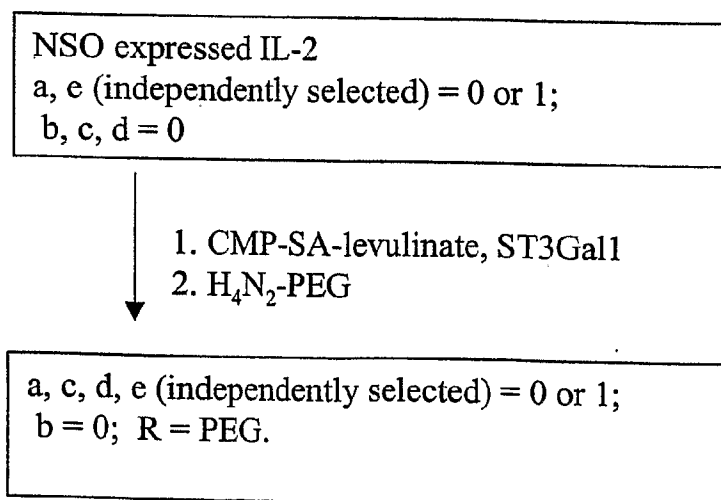 NSO expressed IL-2
a, e (independently selected) = 0 or 1;
b, c, d = 0
1. CMP-SA-levulinate, ST3Gal1
2. H₄N₂-PEG
a, c, d, e (independently selected) = 0 or 1;
b = 0; R = PEG.